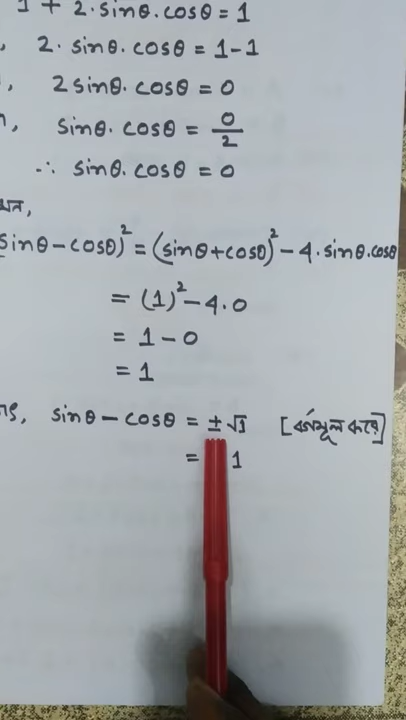 1 + 2·sinθ·cosθ = 1
2· sinθ·cosθ = 1-1
2sinθ·cosθ = 0
sinθ·cosθ = 0/2
∴ sinθ·cosθ = 0
(sinθ-cosθ)² = (sinθ+cosθ)²-4·sinθ.cosθ
= (1)²-4·0
= 1-0
= 1
sinθ-cosθ = ±√1 [বর্গমূল করে]
= 1